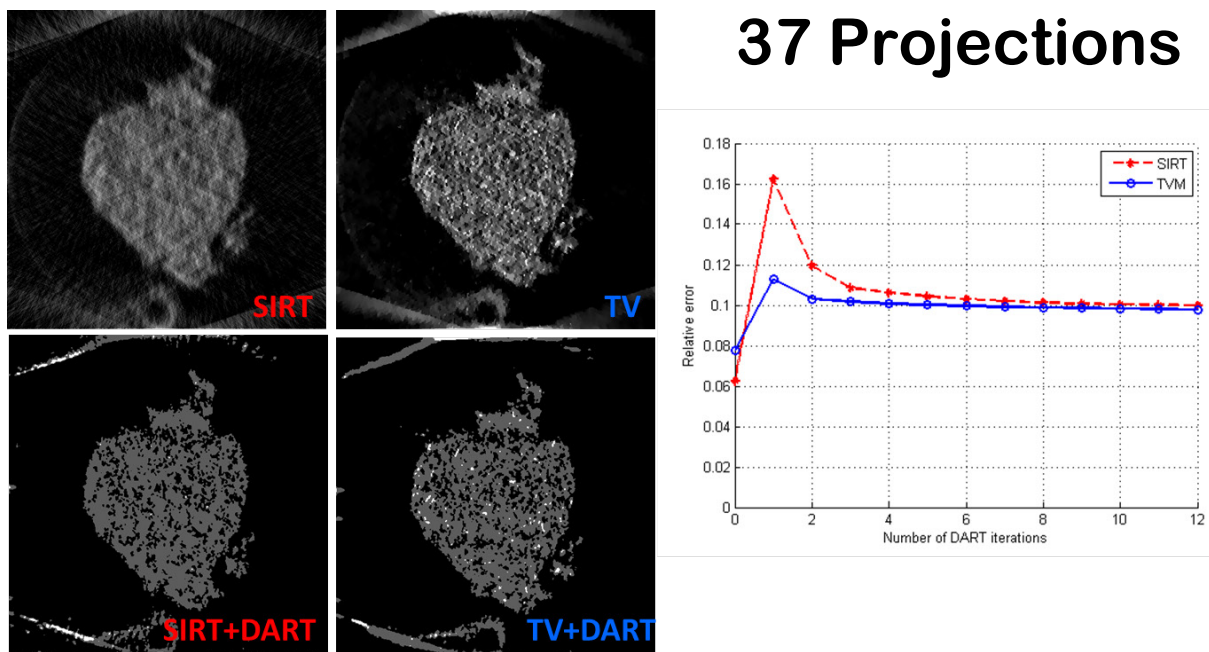 37 Projections
SIRT
TV
SIRT+DART
TV+DART
0.18
0.16
0.14
0.12
0.1
0.08
0.06
0.04
0.02
0
Relative error
0 2 4 6 8 10 12
Number of DART iterations
SIRT
TVM